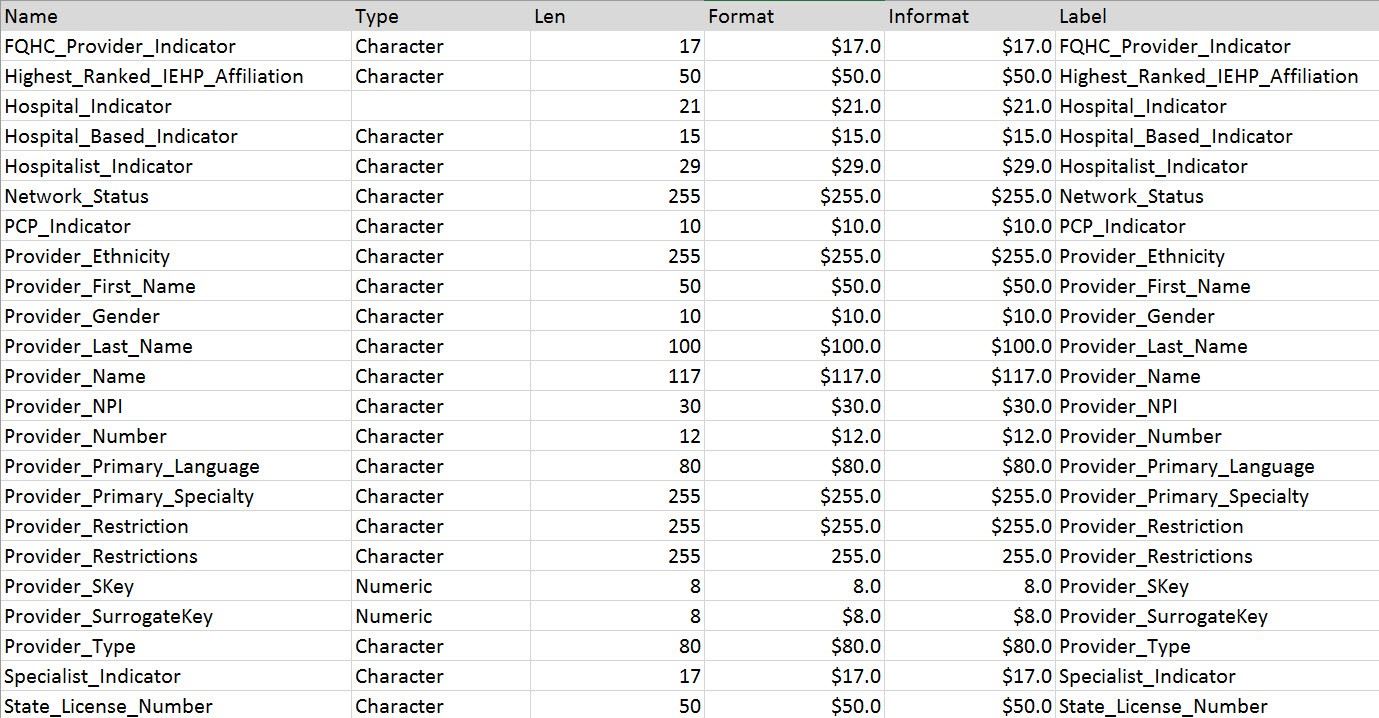 Name Type Len Format Informat Label
FQHC_Provider_Indicator Character 17 $17.0 $17.0 FQHC_Provider_Indicator
Highest_Ranked_IEHP_Affiliation Character 50 $50.0 $50.0 Highest_Ranked_IEHP_Affiliation
Hospital_Indicator 21 $21.0 $21.0 Hospital_Indicator
Hospital_Based_Indicator Character 15 $15.0 $15.0 Hospital_Based_Indicator
Hospitalist_Indicator Character 29 $29.0 $29.0 Hospitalist_Indicator
Network_Status Character 255 $255.0 $255.0 Network_Status
PCP_Indicator Character 10 $10.0 $10.0 PCP_Indicator
Provider_Ethnicity Character 255 $255.0 $255.0 Provider_Ethnicity
Provider_First_Name Character 50 $50.0 $50.0 Provider_First_Name
Provider_Gender Character 10 $10.0 $10.0 Provider_Gender
Provider_Last_Name Character 100 $100.0 $100.0 Provider_Last_Name
Provider_Name Character 117 $117.0 $117.0 Provider_Name
Provider_NPI Character 30 $30.0 $30.0 Provider_NPI
Provider_Number Character 12 $12.0 $12.0 Provider_Number
Provider_Primary_Language Character 80 $80.0 $80.0 Provider_Primary_Language
Provider_Primary_Specialty Character 255 $255.0 $255.0 Provider_Primary_Specialty
Provider_Restriction Character 255 $255.0 $255.0 Provider_Restriction
Provider_Restrictions Character 255 255.0 255.0 Provider_Restrictions
Provider_SKey Numeric 8 8.0 8.0 Provider_SKey
Provider_SurrogateKey Numeric 8 $8.0 $8.0 Provider_SurrogateKey
Provider_Type Character 80 $80.0 $80.0 Provider_Type
Specialist_Indicator Character 17 $17.0 $17.0 Specialist_Indicator
State_License_Number Character 50 $50.0 $50.0 State_License_Number